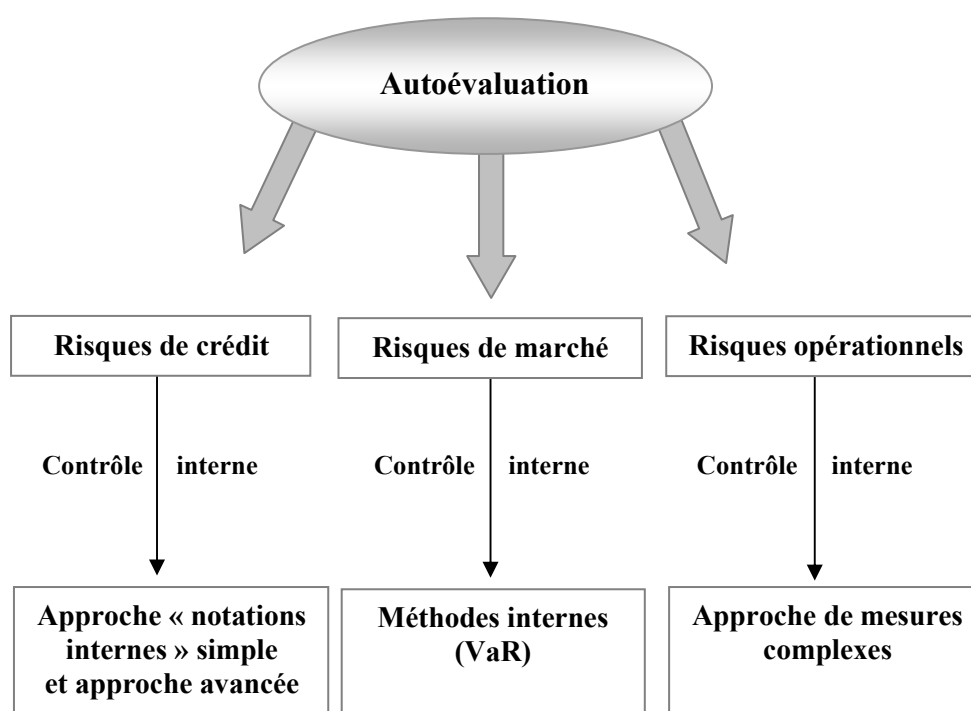 Autoévaluation
Risques de crédit
Risques de marché
Risques opérationnels
Contrôle interne
Contrôle interne
Contrôle interne
Approche « notations
internes » simple
et approche avancée
Méthodes internes
(VaR)
Approche de mesures
complexes